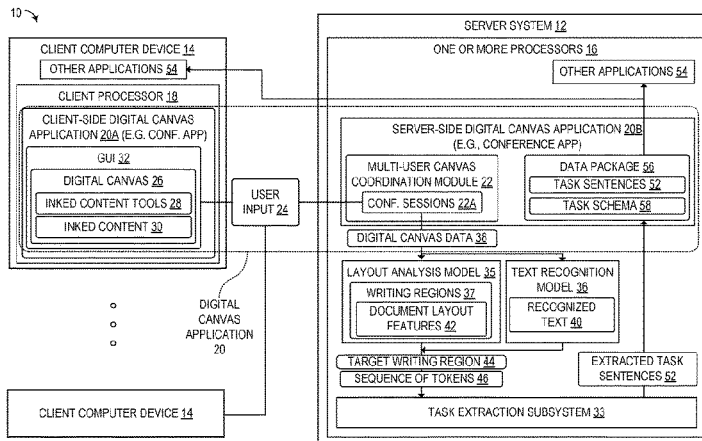 10
SERVER SYSTEM 12
CLIENT COMPUTER DEVICE 14
OTHER APPLICATIONS 54
ONE OR MORE PROCESSORS 16
OTHER APPLICATIONS 54
CLIENT PROCESSOR 18
CLIENT-SIDE DIGITAL CANVAS
APPLICATION 20A (E.G. CONF. APP)
GUI 32
DIGITAL CANVAS 26
INKED CONTENT TOOLS 28
INKED CONTENT 30
USER
INPUT 24
SERVER-SIDE DIGITAL CANVAS APPLICATION 20B
(E.G., CONFERENCE APP)
MULTI-USER CANVAS
COORDINATION MODULE 22
CONF. SESSIONS 22A
DATA PACKAGE 56
TASK SENTENCES 52
TASK SCHEMA 58
DIGITAL CANVAS DATA 36
DIGITAL
CANVAS
APPLICATION
20
LAYOUT ANALYSIS MODEL 35
WRITING REGIONS 37
DOCUMENT LAYOUT
FEATURES 42
TEXT RECOGNITION
MODEL 36
RECOGNIZED
TEXT 40
TARGET WRITING REGION 44
SEQUENCE OF TOKENS 46
EXTRACTED TASK
SENTENCES 52
CLIENT COMPUTER DEVICE 14
TASK EXTRACTION SUBSYSTEM 33